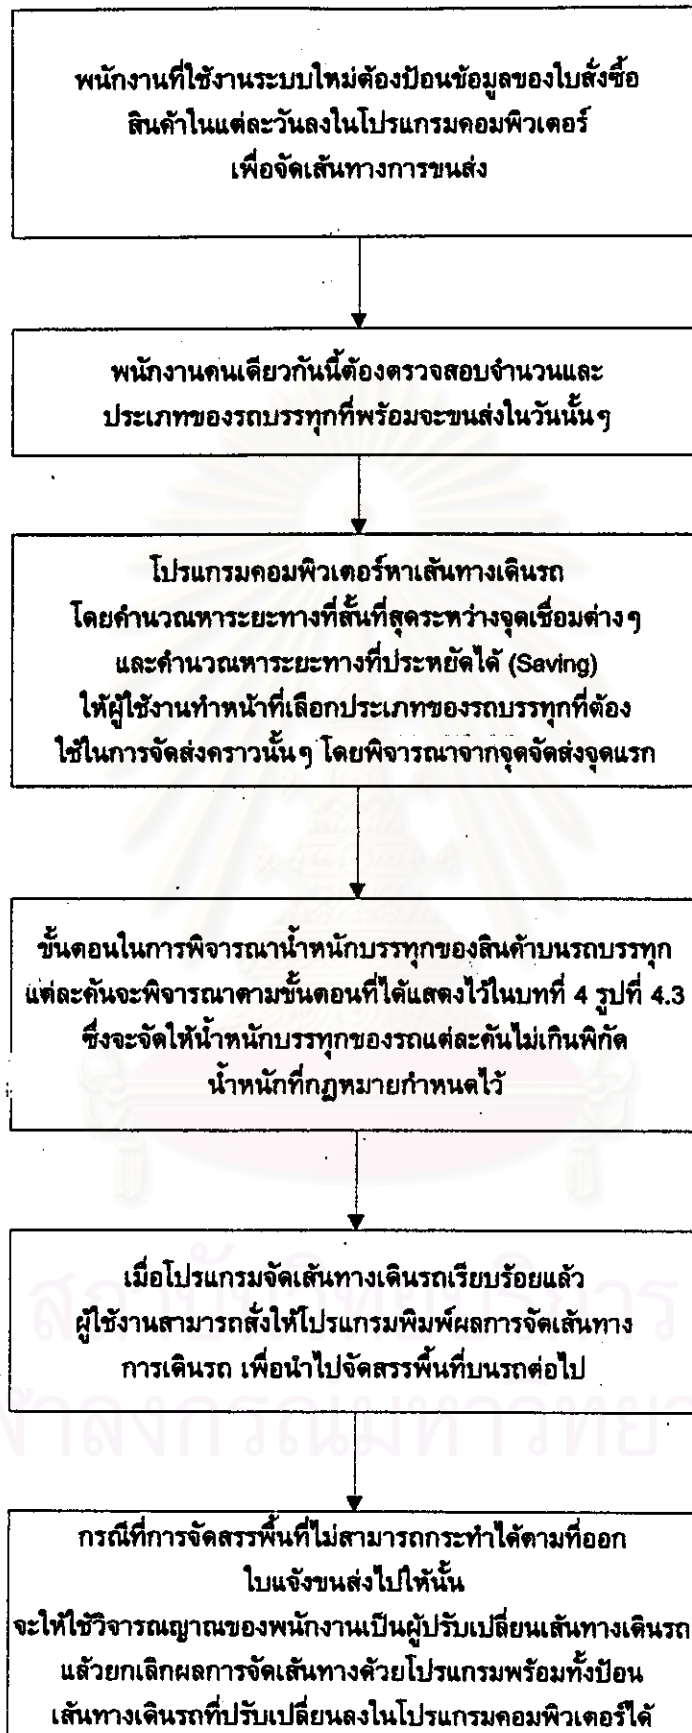 พนักงานที่ใช้งานระบบใหม่ต้องป้อนข้อมูลของใบสั่งซื้อ
สินค้าในแต่ละวันลงในโปรแกรมคอมพิวเตอร์
เพื่อจัดเส้นทางการขนส่ง
พนักงานคนเดียวกันนี้ต้องตรวจสอบจำนวนและ
ประเภทของรถบรรทุกที่พร้อมจะขนส่งในวันนั้นๆ
โปรแกรมคอมพิวเตอร์หาเส้นทางเดินรถ
โดยคำนวณหาระยะทางที่สั้นที่สุดระหว่างจุดเชื่อมต่างๆ
และคำนวณหาระยะทางที่ประหยัดได้ (Saving)
ให้ผู้ใช้งานทำหน้าที่เลือกประเภทของรถบรรทุกที่ต้อง
ใช้ในการจัดส่งคราวนั้นๆ โดยพิจารณาจากจุดจัดส่งจุดแรก
ขั้นตอนในการพิจารณาน้ำหนักบรรทุกของสินค้าบนรถบรรทุก
แต่ละคันจะพิจารณาตามขั้นตอนที่ได้แสดงไว้ในบทที่ 4 รูปที่ 4.3
ซึ่งจะจัดให้น้ำหนักบรรทุกของรถแต่ละคันไม่เกินพิกัด
น้ำหนักที่กฎหมายกำหนดไว้
สถาบันวิทยบริการ
เมื่อโปรแกรมจัดเส้นทางเดินรถเรียบร้อยแล้ว
ผู้ใช้งานสามารถสั่งให้โปรแกรมพิมพ์ผลการจัดเส้นทาง
การเดินรถ เพื่อนำไปจัดสรรพื้นที่บนรถต่อไป
กรณีที่การจัดสรรพื้นที่ไม่สามารถกระทำได้ตามที่ออก
ใบแจ้งขนส่งไปให้นั้น
จะให้ใช้วิจารณญาณของพนักงานเป็นผู้ปรับเปลี่ยนเส้นทางเดินรถ
แล้วยกเลิกผลการจัดเส้นทางด้วยโปรแกรมพร้อมทั้งป้อน
เส้นทางเดินรถที่ปรับเปลี่ยนลงในโปรแกรมคอมพิวเตอร์ได้